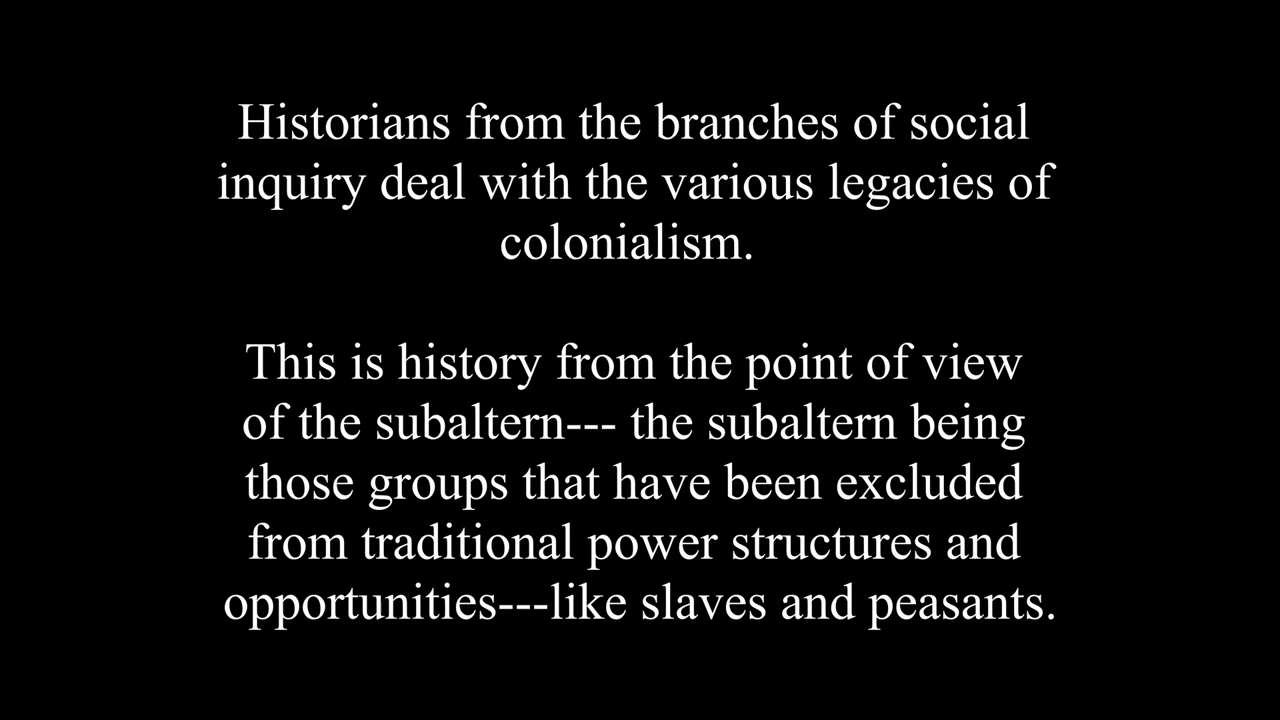 Historians from the branches of social
inquiry deal with the various legacies of
colonialism.
This is history from the point of view
of the subaltern--- the subaltern being
those groups that have been excluded
from traditional power structures and
opportunities---like slaves and peasants.